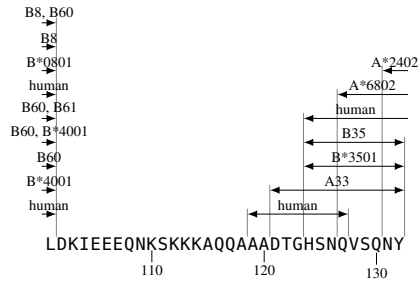 B8, B60
B8
B*0801
A*2402
human
A*6802
B60, B61
human
B60, B*4001
B35
B60
B*3501
B*4001
A33
human
human
LDKIEEEQNKSKKKAQQAAADTGHSNQVSQNY
110
120
130